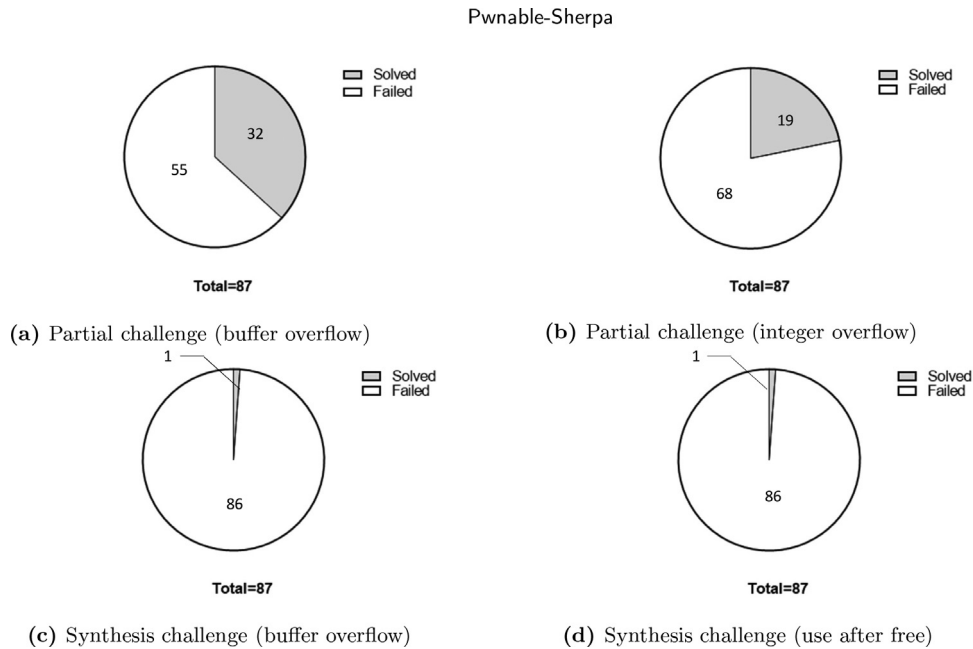 Pwnable-Sherpa
Solved
Failed
32
55
Total=87
(a) Partial challenge (buffer overflow)
Solved
Failed
19
68
Total=87
(b) Partial challenge (integer overflow)
1
Solved
Failed
86
Total=87
(c) Synthesis challenge (buffer overflow)
1
Solved
Failed
86
Total=87
(d) Synthesis challenge (use after free)